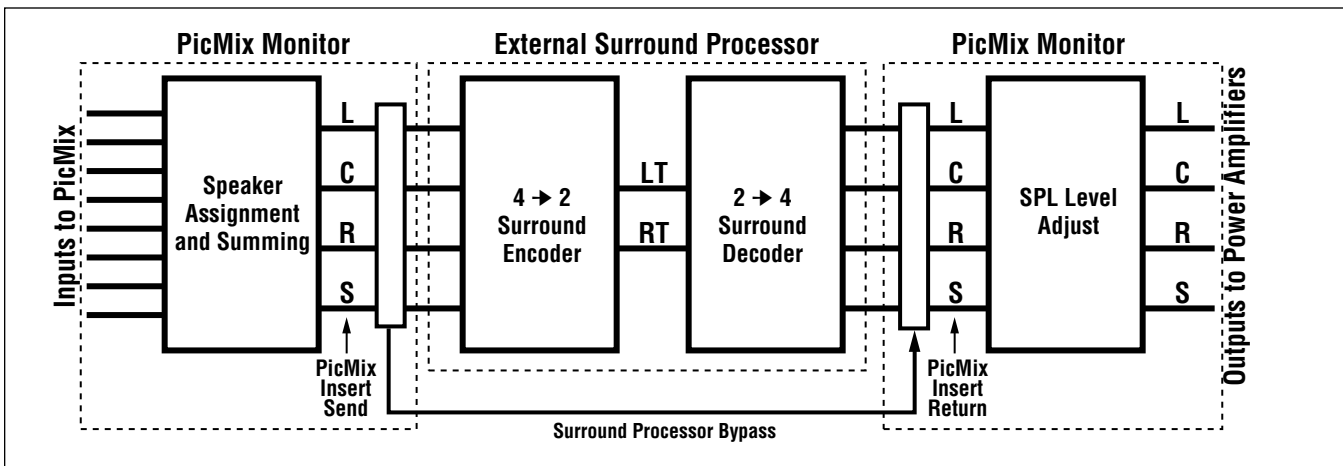 PicMix Monitor
External Surround Processor
PicMix Monitor
Inputs to PicMix
Speaker
Assignment
and Summing
L
C
R
S
PicMix
Insert
Send
4 → 2
Surround
Encoder
LT
RT
2 → 4
Surround
Decoder
L
C
R
S
PicMix
Insert
Return
SPL Level
Adjust
L
C
R
S
Outputs to Power Amplifiers
Surround Processor Bypass